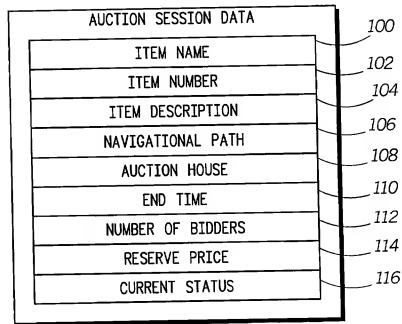 AUCTION SESSION DATA
ITEM NAME 100
ITEM NUMBER 102
ITEM DESCRIPTION 104
NAVIGATIONAL PATH 106
AUCTION HOUSE 108
END TIME 110
NUMBER OF BIDDERS 112
RESERVE PRICE 114
CURRENT STATUS 116